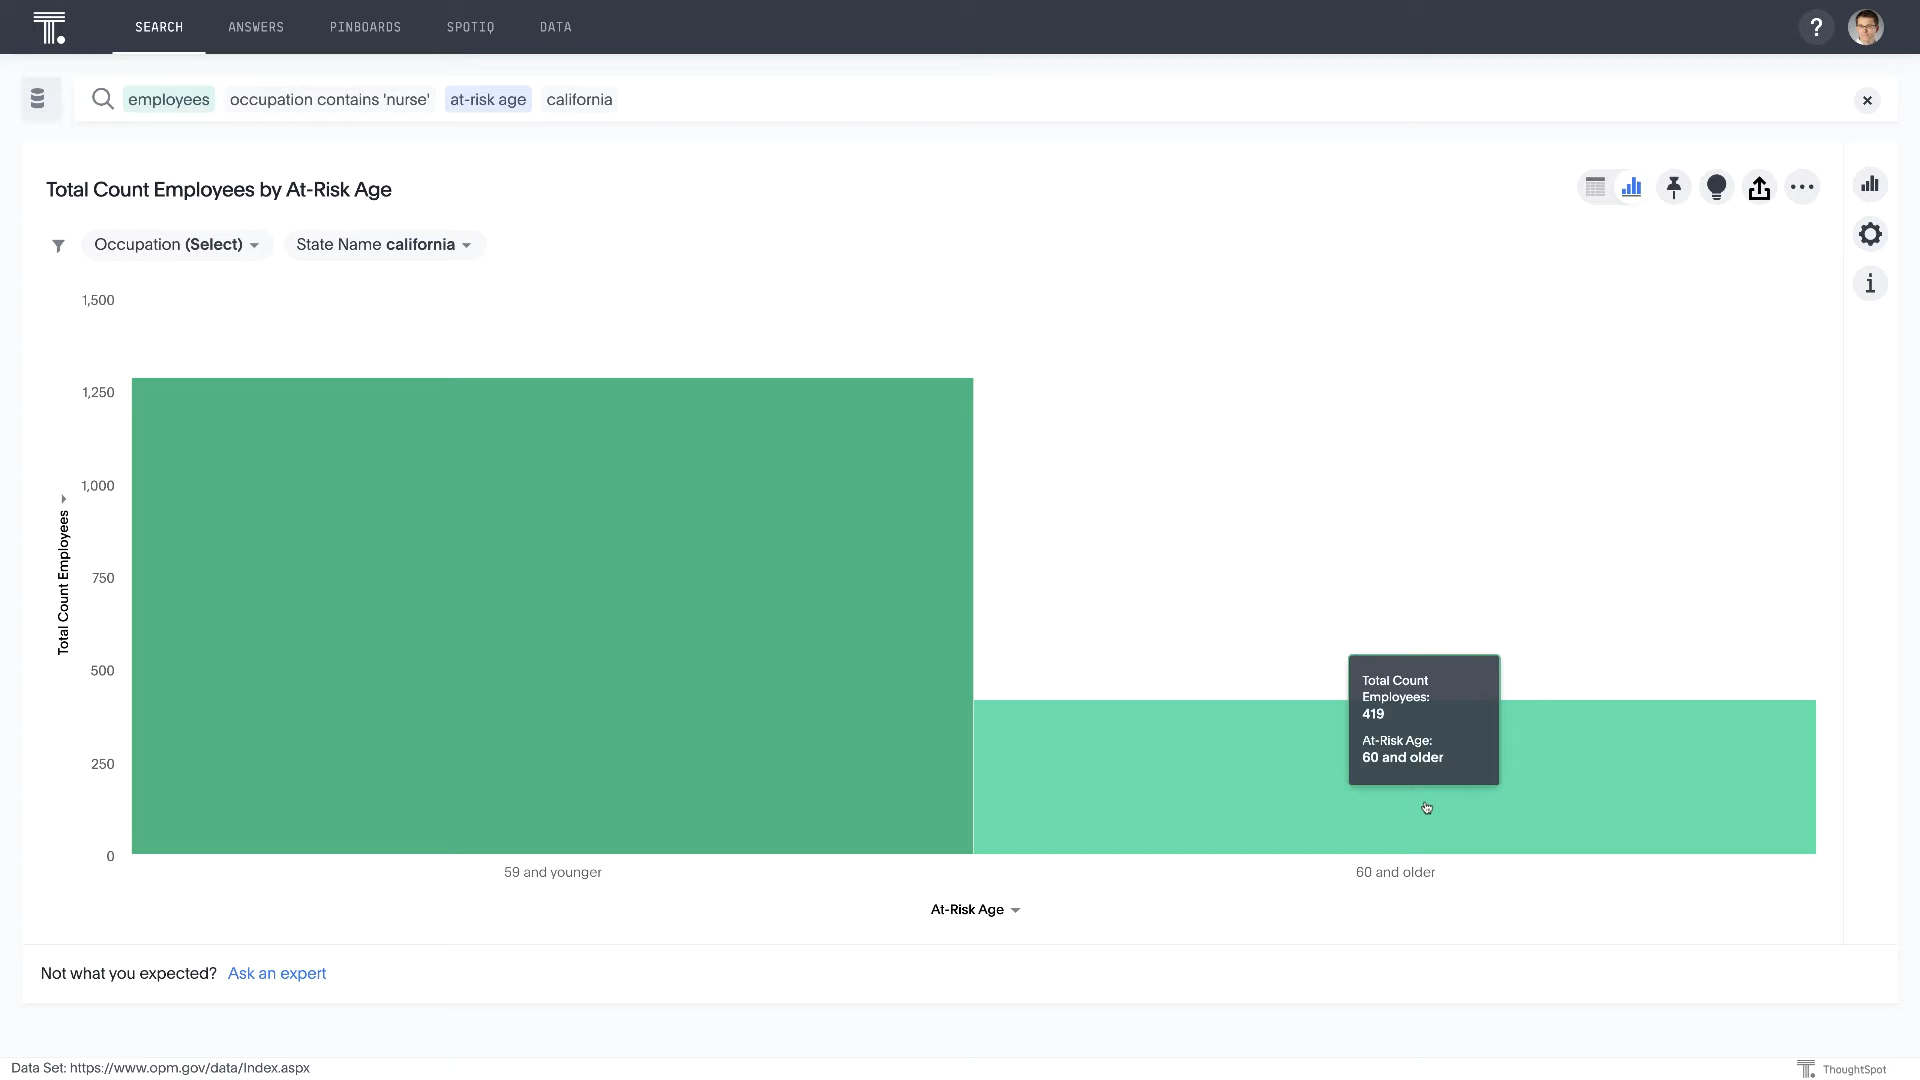 SEARCH ANSWERS PINBOARDS SPOTIQ DATA ?
employees occupation contains 'nurse' at-risk age california
Total Count Employees by At-Risk Age
Occupation (Select) State Name california
1,500
1,250
1,000
750
500
250
0
Total Count Employees
Total Count
Employees:
419
At-Risk Age:
60 and older
59 and younger 60 and older
At-Risk Age
Not what you expected? Ask an expert
Data Set: https://www.opm.gov/data/Index.aspx
ThoughtSpot